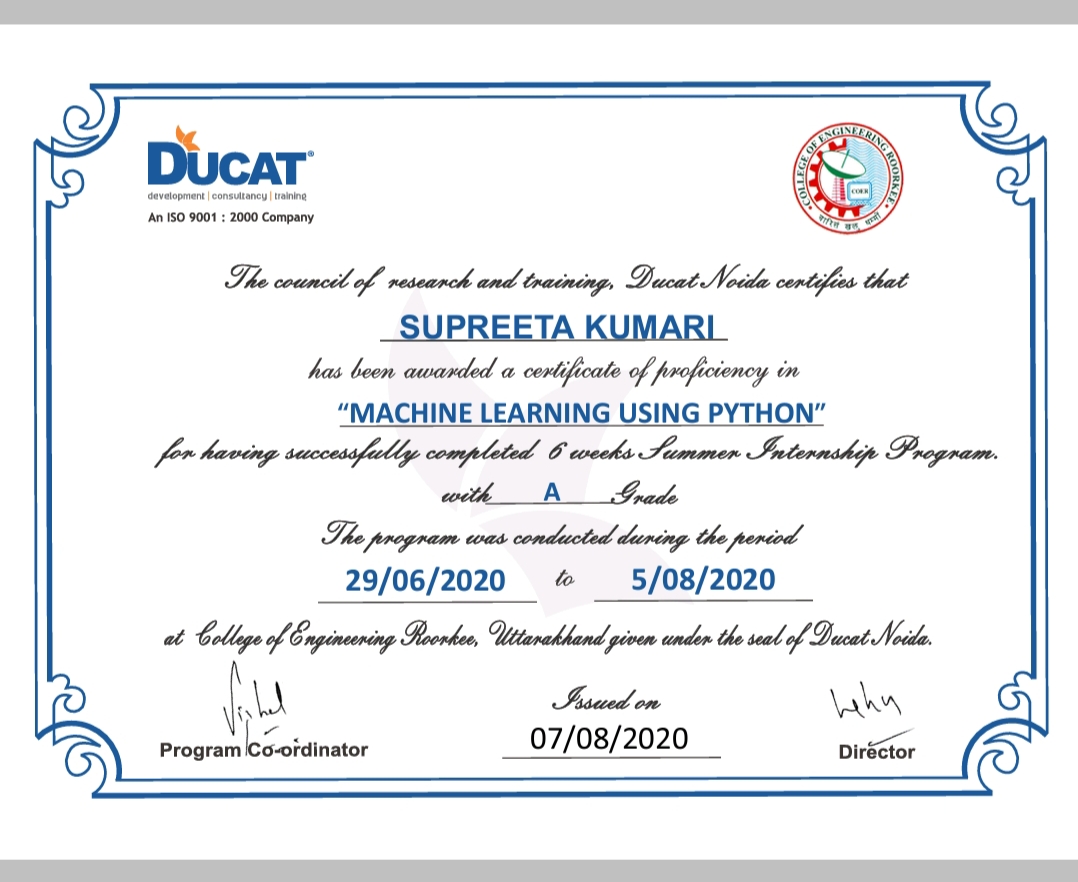 DUCAT®
development | consultancy | training
An ISO 9001 : 2000 Company
COLLEGE OF ENGINEERING ROORKEE
COER
The council of research and training, Ducat Noida certifies that
SUPREETA KUMARI
has been awarded a certificate of proficiency in
“MACHINE LEARNING USING PYTHON”
for having successfully completed 6 weeks Summer Internship Program.
with A Grade
The program was conducted during the period
29/06/2020 to 5/08/2020
at College of Engineering Roorkee, Uttarakhand given under the seal of Ducat Noida.
Issued on
07/08/2020
Program Co-ordinator
Director